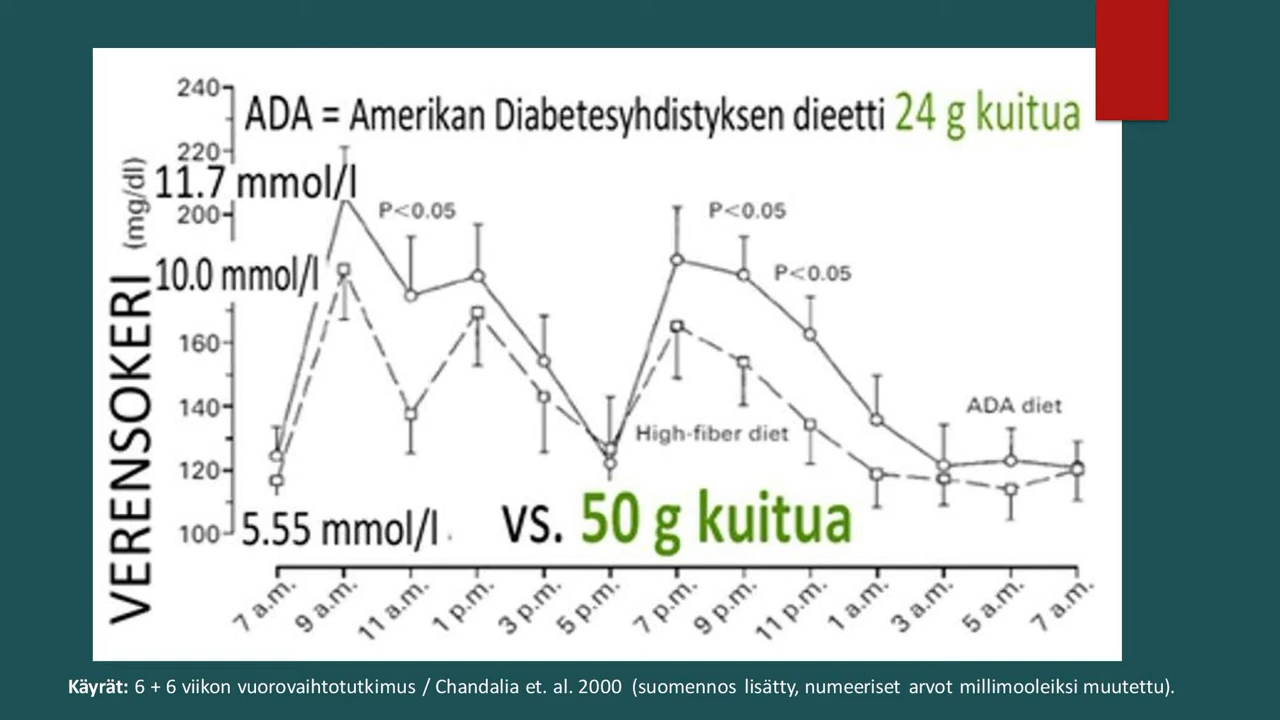 240
ADA = Amerikan Diabetesyhdistyksen dieetti 24 g kuitua
220
11.7 mmol/l
200
P<0.05
P<0.05
10.0 mmol/l
P<0.05
VERENSOKERI (mg/dl)
160
140
ADA diet
High-fiber diet
120
100
5.55 mmol/l
vs. 50 g kuitua
7 a.m. 9 a.m. 11 a.m. 1 p.m. 3 p.m. 5 p.m. 7 p.m. 9 p.m. 11 p.m. 1 a.m. 3 a.m. 5 a.m. 7 a.m.
Käyrät: 6 + 6 viikon vuorovaihtotutkimus / Chandalia et. al. 2000 (suomennos lisätty, numeeriset arvot millimooleiksi muutettu).